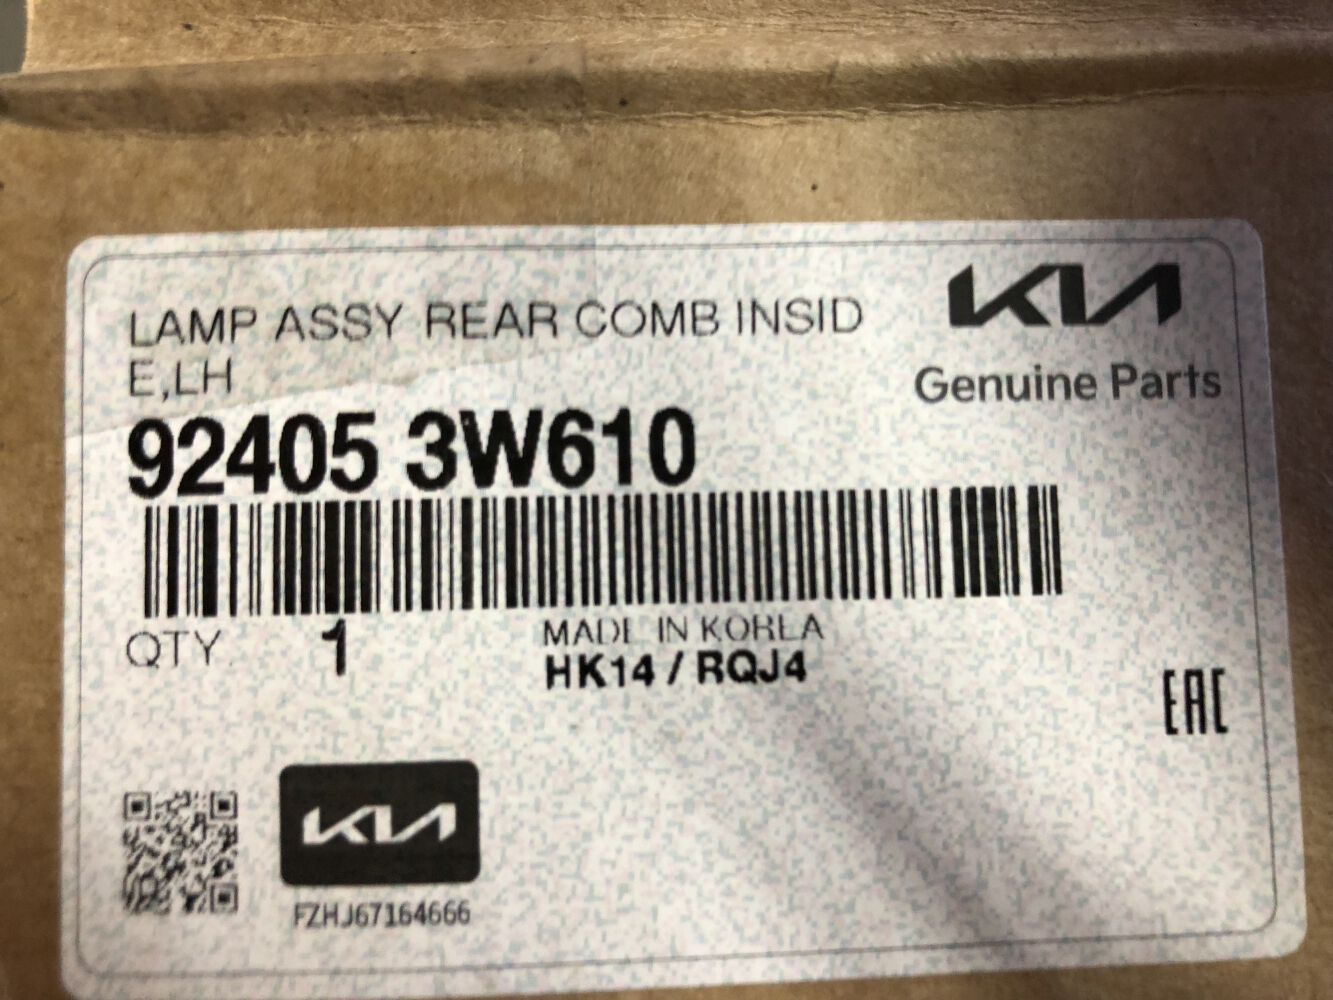 LAMP ASSY REAR COMB INSID
E,LH
KIA
Genuine Parts
92405 3W610
QTY. 1
MADE IN KOREA
HK14 / RQJ4
EAC
KIA
FZHJ67164666